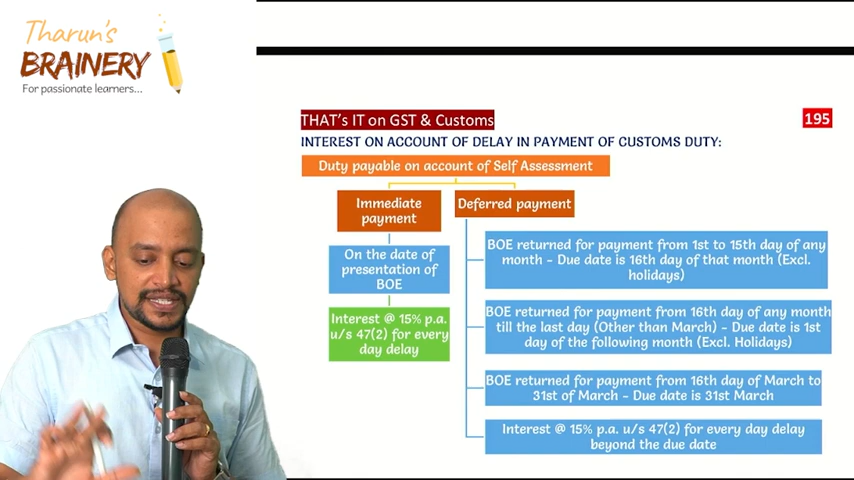 Tharun's
BRAINERY
For passionate learners...
THAT's IT on GST & Customs
195
INTEREST ON ACCOUNT OF DELAY IN PAYMENT OF CUSTOMS DUTY:
Duty payable on account of Self Assessment
Immediate
payment
Deferred payment
On the date of
presentation of
BOE
Interest @ 15% p.a.
u/s 47(2) for every
day delay
BOE returned for payment from 1st to 15th day of any
month - Due date is 16th day of that month (Excl.
holidays)
BOE returned for payment from 16th day of any month
till the last day (Other than March) - Due date is 1st
day of the following month (Excl. Holidays)
BOE returned for payment from 16th day of March to
31st of March - Due date is 31st March
Interest @ 15% p.a. u/s 47(2) for every day delay
beyond the due date